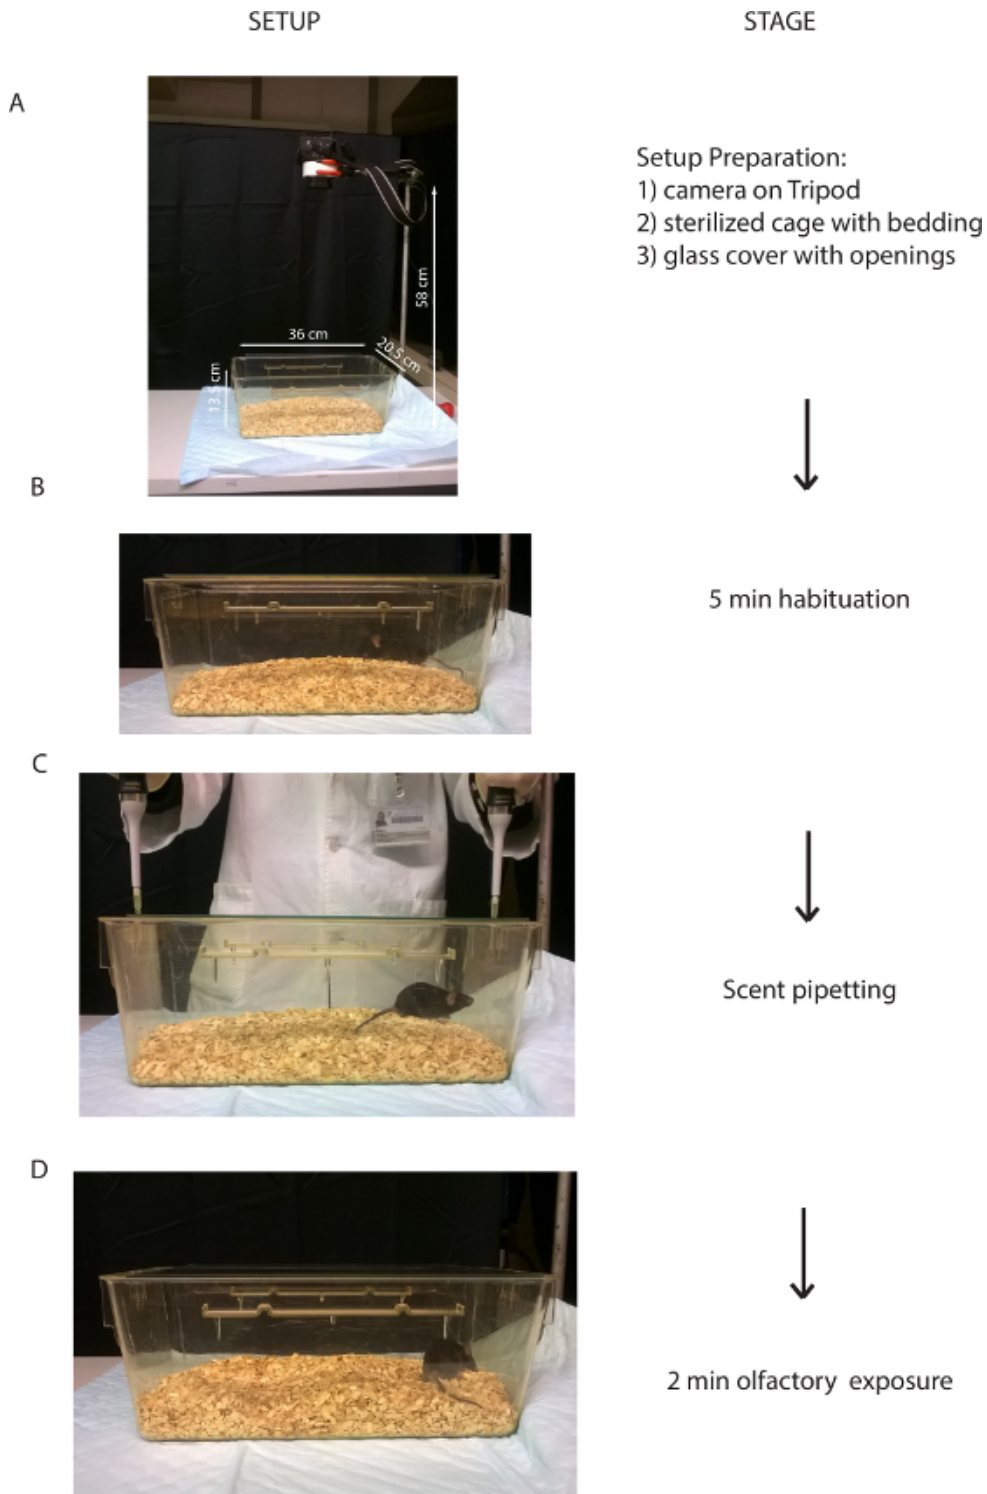 SETUP
STAGE
A
Setup Preparation:
1) camera on Tripod
2) sterilized cage with bedding
3) glass cover with openings
58 cm
36 cm
20.5 cm
13.5 cm
B
5 min habituation
C
Scent pipetting
D
2 min olfactory exposure